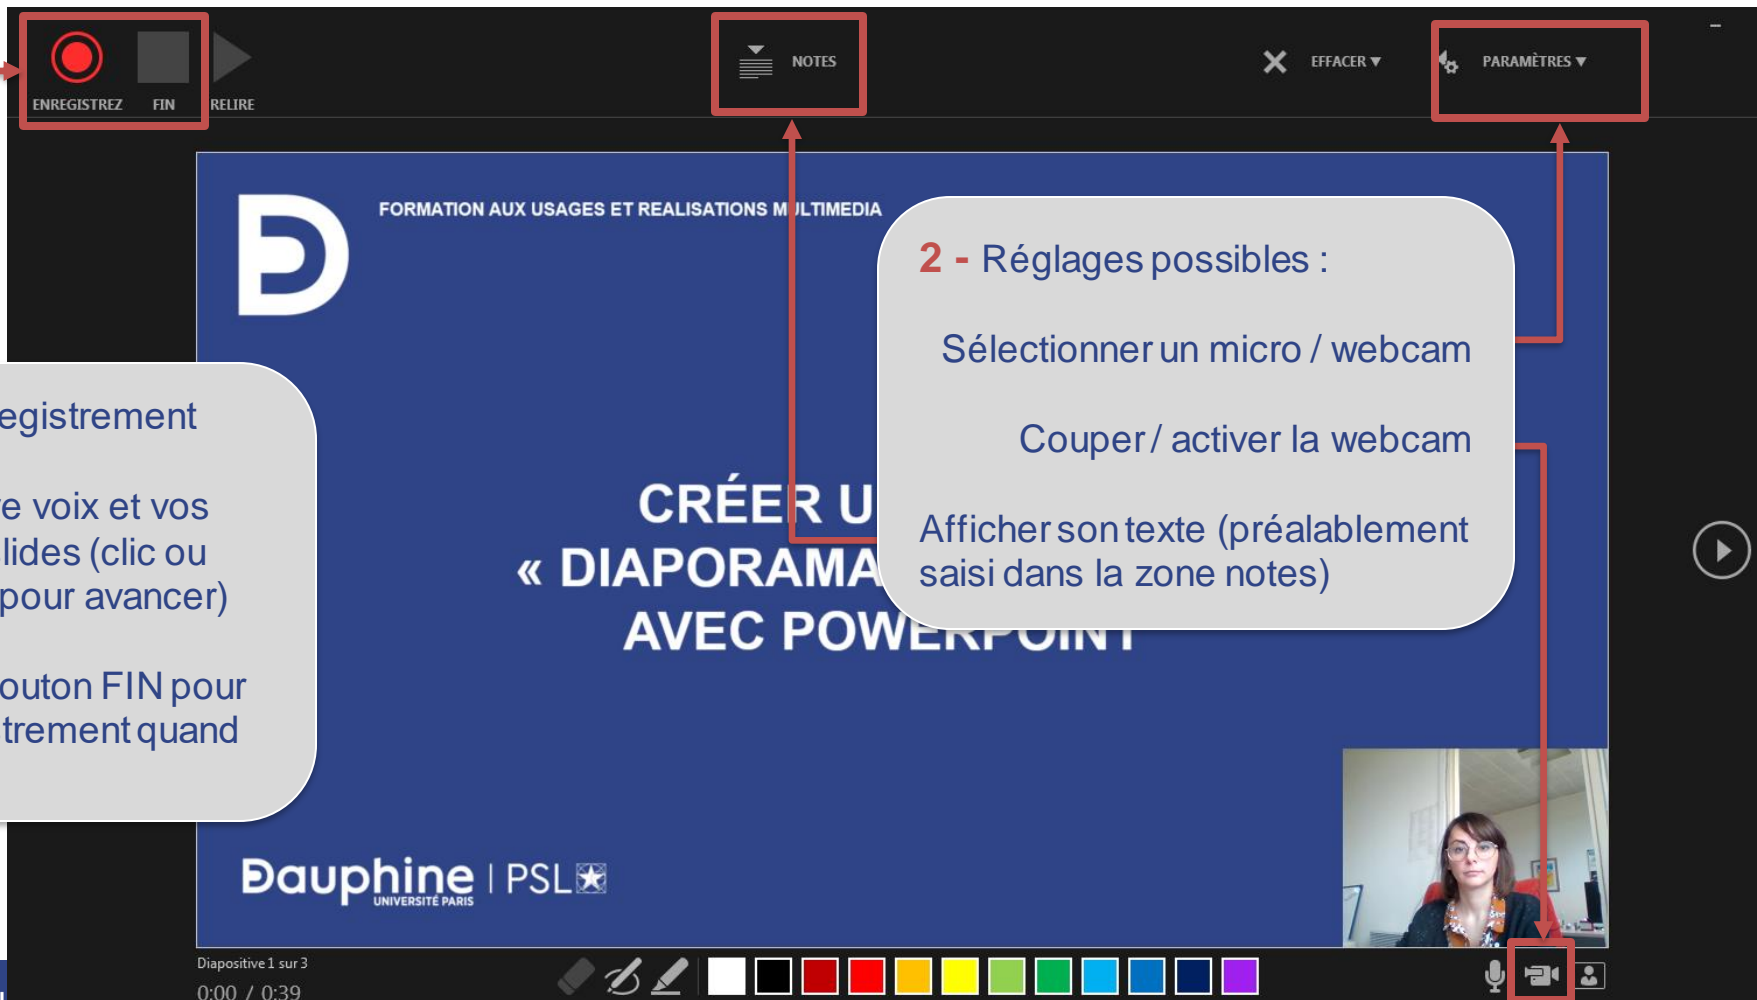 ENREGISTREZ FIN RELIRE
NOTES
EFFACER
PARAMÈTRES
FORMATION AUX USAGES ET REALISATIONS MULTIMEDIA
2 - Réglages possibles :
Sélectionner un micro / webcam
Couper / activer la webcam
Afficher son texte (préalablement
saisi dans la zone notes)
egistrement
e voix et vos
lides (clic ou
pour avancer)
outon FIN pour
strement quand
CRÉER U
« DIAPORAMA
AVEC POWERPOINT
Dauphine | PSL
UNIVERSITÉ PARIS
Diapositive 1 sur 3
0:00 / 0:39